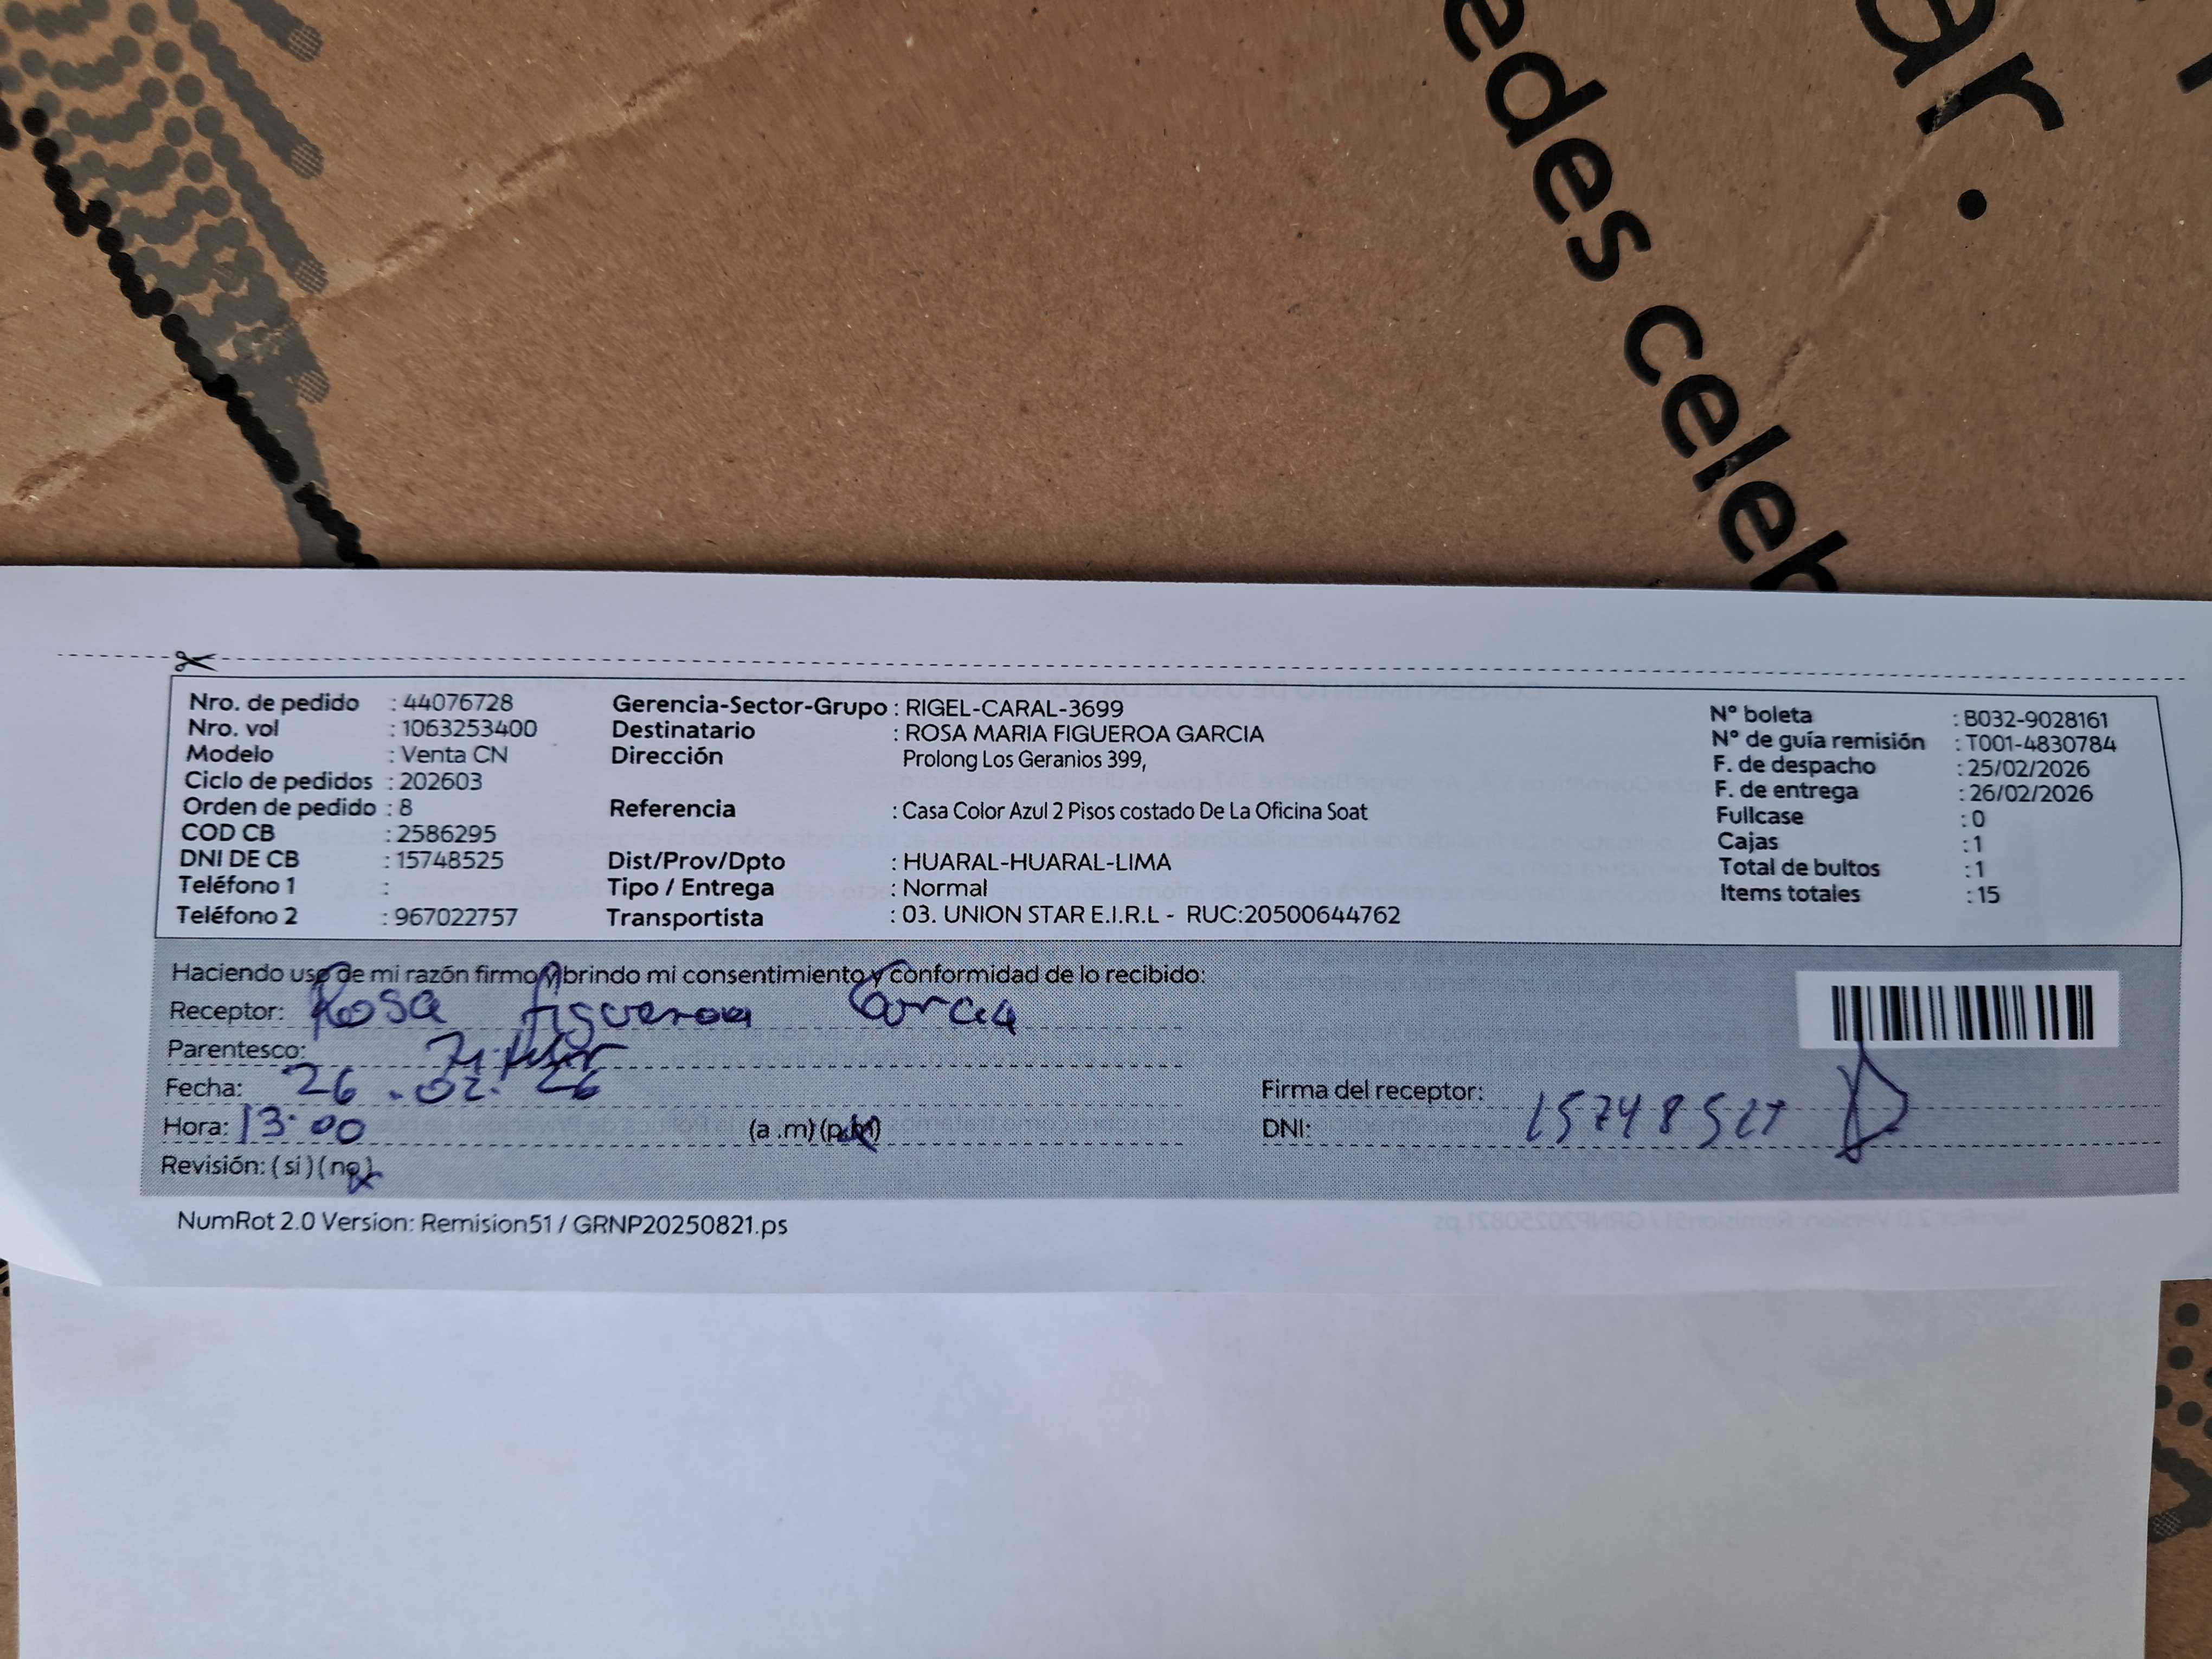 edes celeb
ar.
Nro. de pedido : 44076728
Nro. vol : 1063253400
Modelo : Venta CN
Ciclo de pedidos : 202603
Orden de pedido : 8
COD CB : 2586295
DNI DE CB : 15748525
Teléfono 1 :
Teléfono 2 : 967022757
Gerencia-Sector-Grupo : RIGEL-CARAL-3699
Destinatario : ROSA MARIA FIGUEROA GARCIA
Dirección Prolong Los Geranios 399,
Referencia : Casa Color Azul 2 Pisos costado De La Oficina Soat
Dist/Prov/Dpto : HUARAL-HUARAL-LIMA
Tipo / Entrega : Normal
Transportista : 03. UNION STAR E.I.R.L - RUC:20500644762
N° boleta : B032-9028161
N° de guía remisión : T001-4830784
F. de despacho : 25/02/2026
F. de entrega : 26/02/2026
Fullcase : 0
Cajas : 1
Total de bultos : 1
Items totales : 15
Haciendo uso de mi razón firmo y brindo mi consentimiento y conformidad de lo recibido:
Receptor: Rosa figueroa Garcia
Parentesco: Titular
Fecha: 26.02.26
Hora: 13:00 (a .m) (p.m)
Revisión: (si) (no)
Firma del receptor:
DNI: 15748525
NumRot 2.0 Version: Remision51 / GRNP20250821.ps